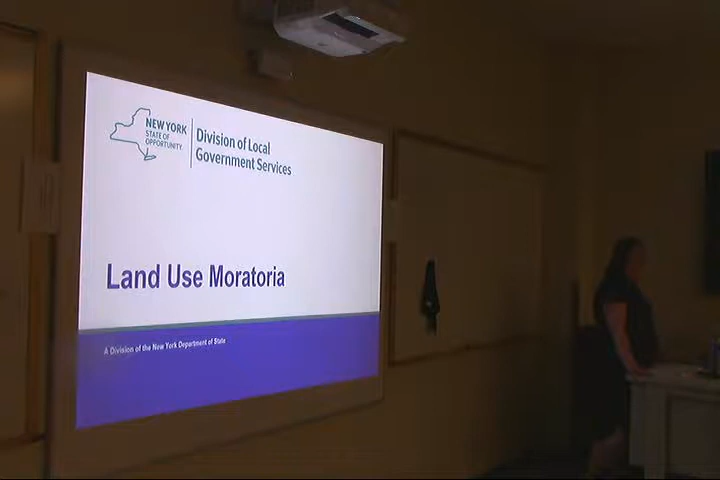 NEW YORK
STATE OF
OPPORTUNITY.
Division of Local
Government Services
Land Use Moratoria
A Division of the New York Department of State